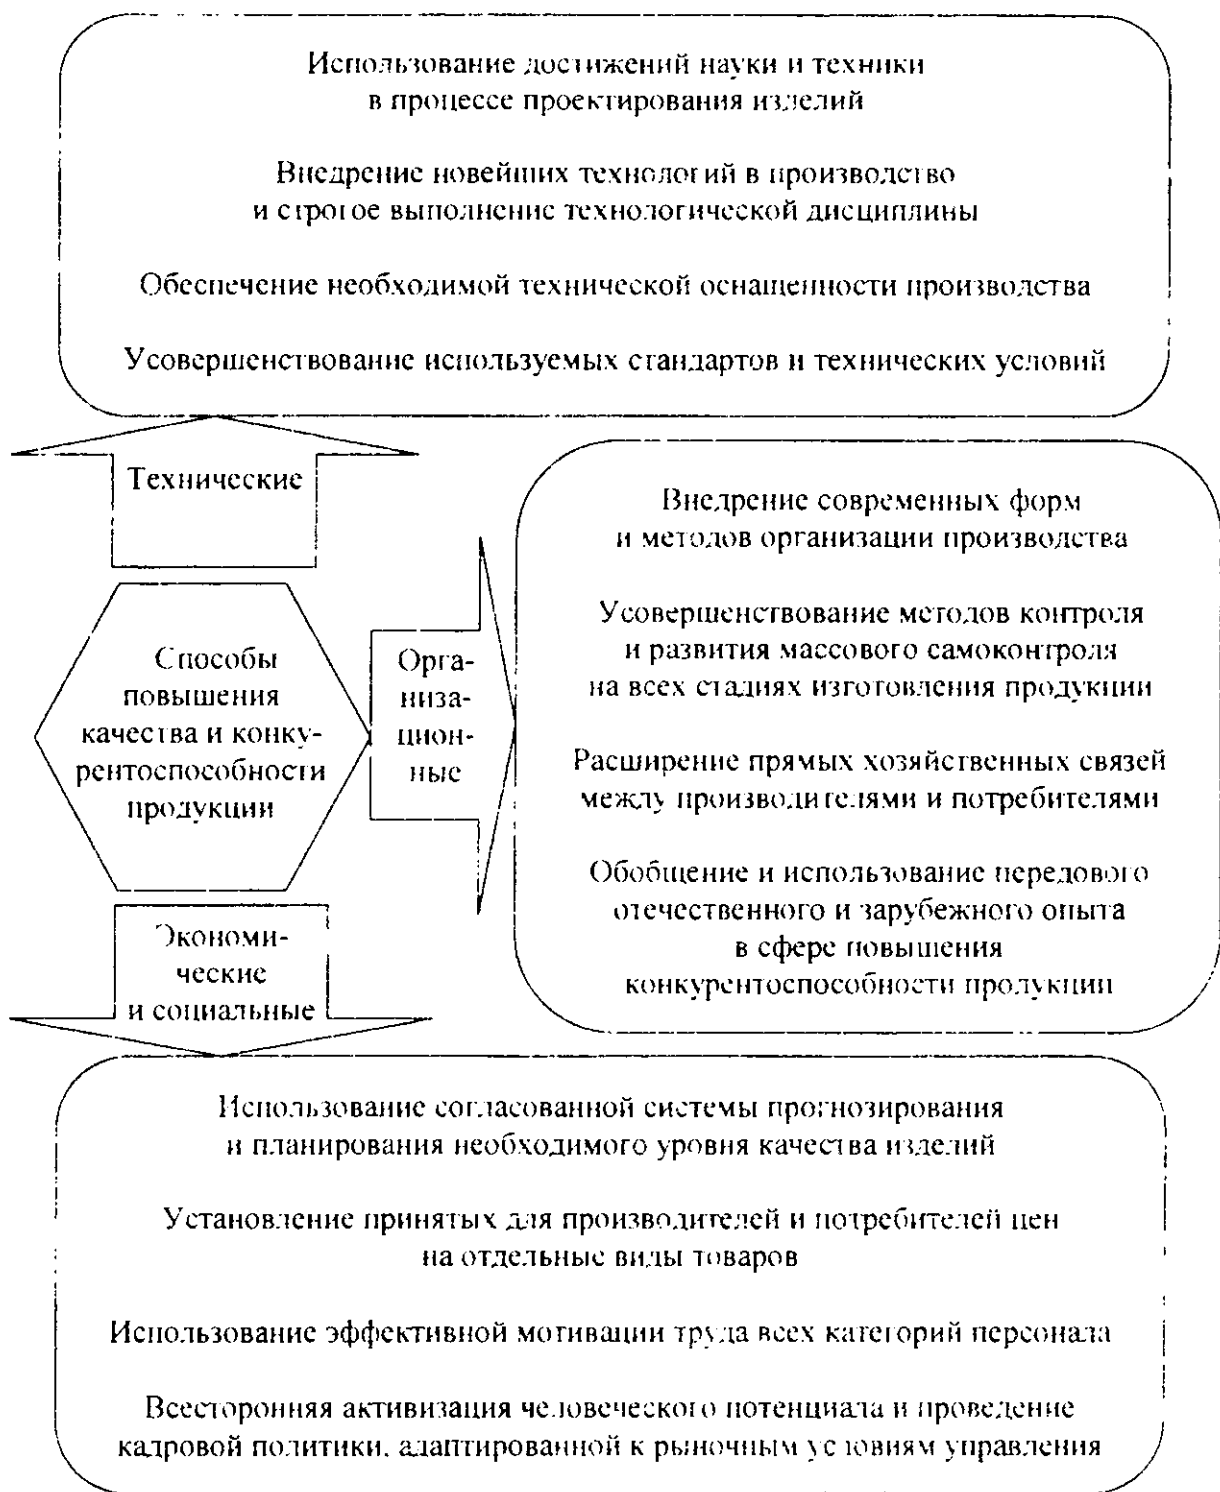 Использование достижений науки и техники
в процессе проектирования изделий
Внедрение новейших технологий в производство
и строгое выполнение технологической дисциплины
Обеспечение необходимой технической оснащенности производства
Усовершенствование используемых стандартов и технических условий
Технические
Внедрение современных форм
и методов организации производства
Усовершенствование методов контроля
и развития массового самоконтроля
на всех стадиях изготовления продукции
Расширение прямых хозяйственных связей
между производителями и потребителями
Обобщение и использование передового
отечественного и зарубежного опыта
в сфере повышения
конкурентоспособности продукции
Орга-
низа-
цион-
ные
Способы
повышения
качества и конку-
рентоспособности
продукции
Экономи-
ческие
и социальные
Использование согласованной системы прогнозирования
и планирования необходимого уровня качества изделий
Установление принятых для производителей и потребителей цен
на отдельные виды товаров
Использование эффективной мотивации труда всех категорий персонала
Всесторонняя активизация человеческого потенциала и проведение
кадровой политики, адаптированной к рыночным условиям управления